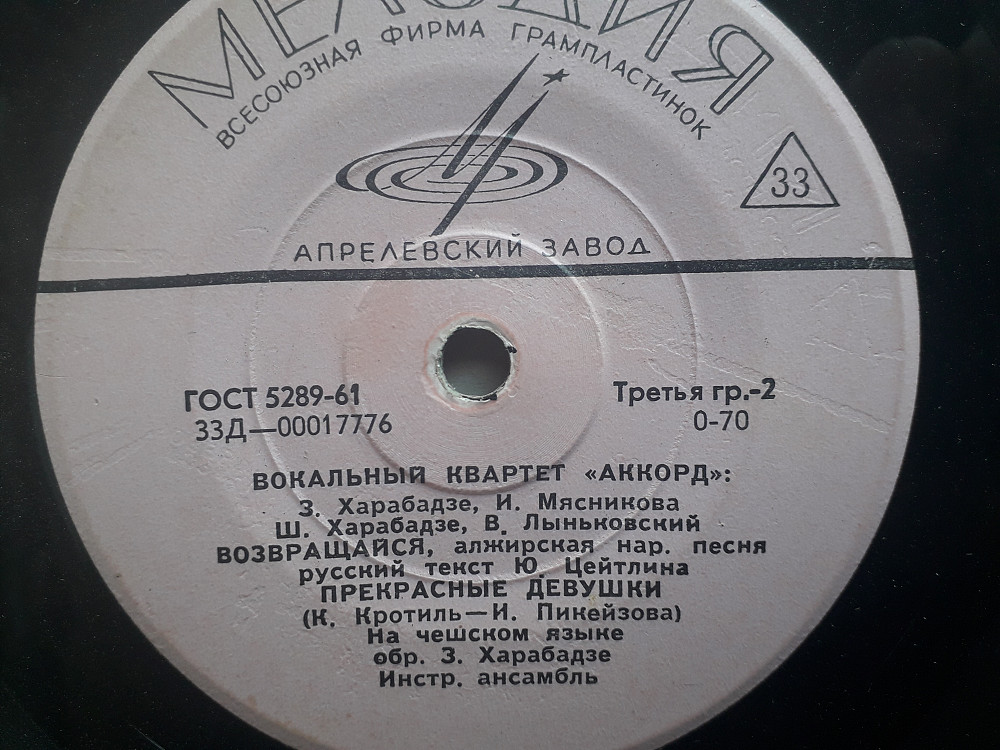 МЕЛОДИЯ
ВСЕСОЮЗНАЯ ФИРМА ГРАМПЛАСТИНОК
33
АПРЕЛЕВСКИЙ ЗАВОД
ГОСТ 5289-61 Третья гр.-2
33Д—00017776 0-70
ВОКАЛЬНЫЙ КВАРТЕТ «АККОРД»:
З. Харабадзе, И. Мясникова
Ш. Харабадзе, В. Лыньковский
ВОЗВРАЩАЙСЯ, алжирская нар. песня
русский текст Ю. Цейтлина
ПРЕКРАСНЫЕ ДЕВУШКИ
(К. Кротиль—И. Пикейзова)
На чешском языке
обр. З. Харабадзе
Инстр. ансамбль